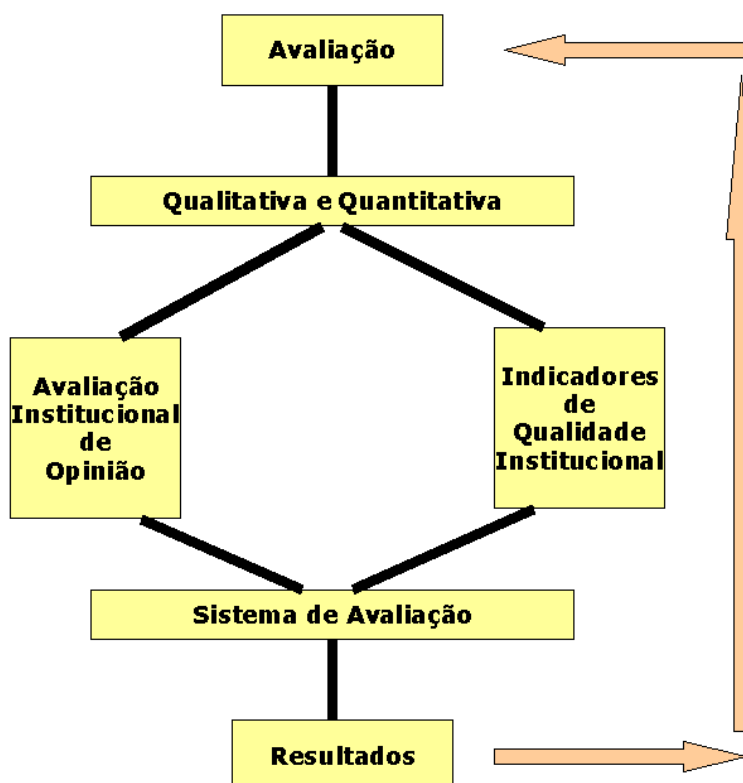 Avaliação
Qualitativa e Quantitativa
Avaliação
Institucional
de
Opinião
Indicadores
de
Qualidade
Institucional
Sistema de Avaliação
Resultados